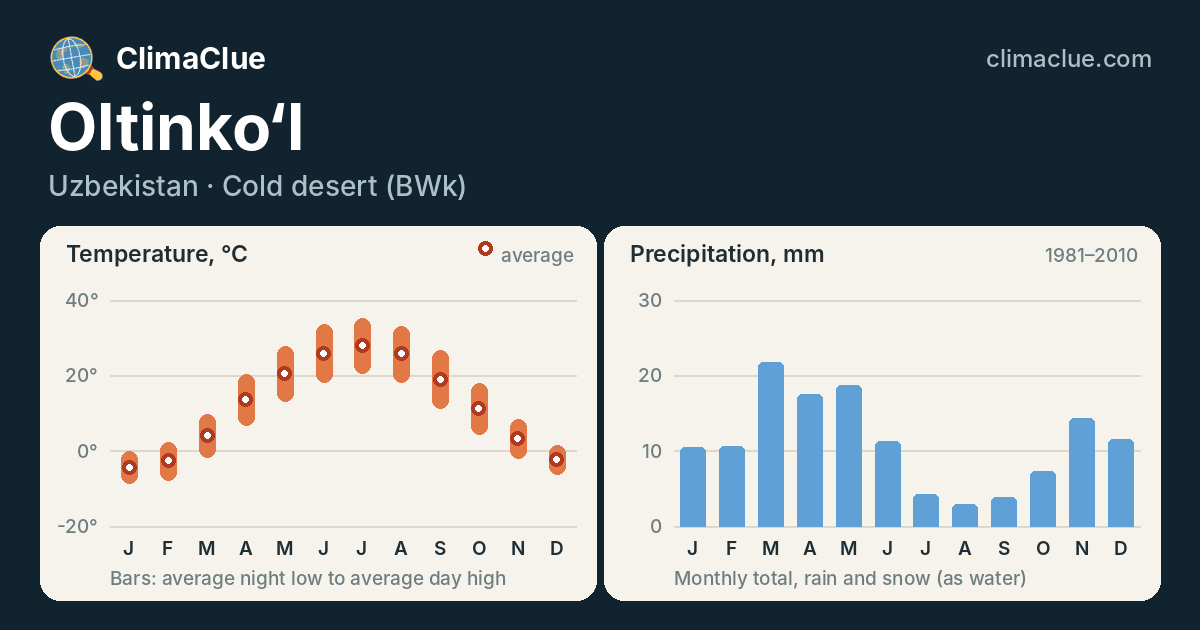 ClimaClue
climaclue.com
Oltinko‘l
Uzbekistan · Cold desert (BWk)
Temperature, °C
average
40°
20°
0°
-20°
J F M A M J J A S O N D
Bars: average night low to average day high
Precipitation, mm
1981–2010
30
20
10
0
J F M A M J J A S O N D
Monthly total, rain and snow (as water)